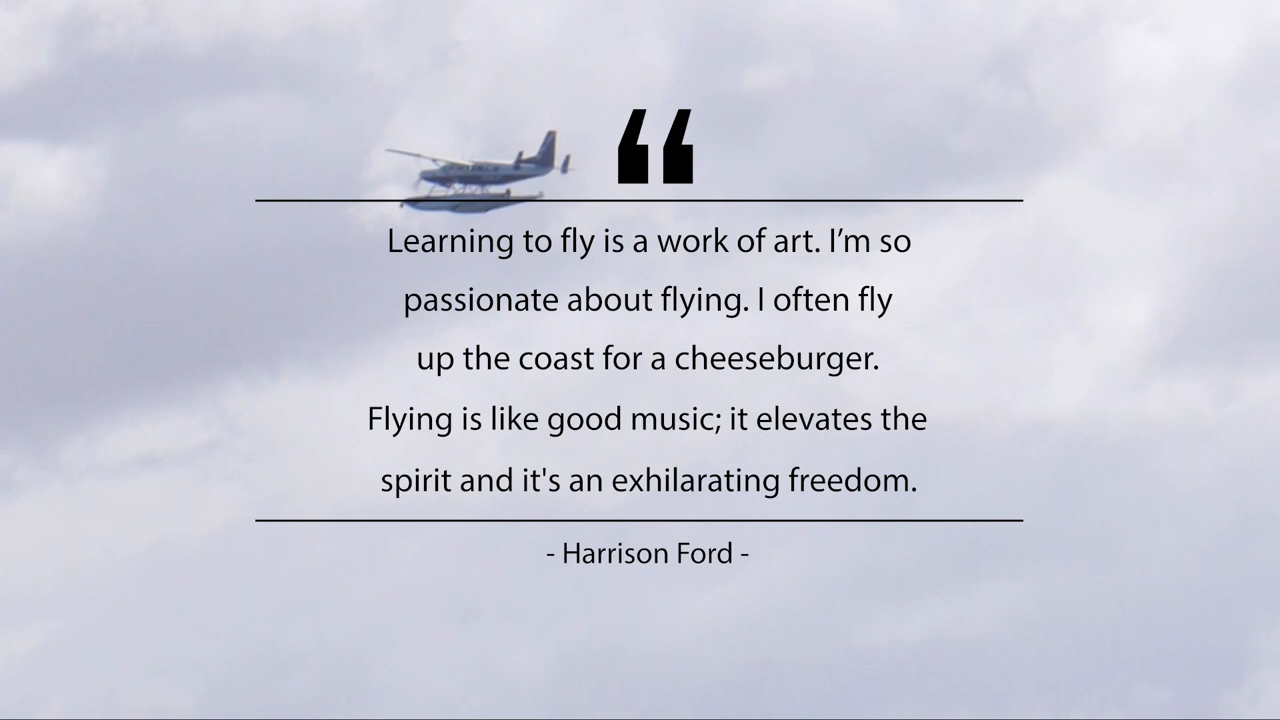 “
Learning to fly is a work of art. I’m so
passionate about flying. I often fly
up the coast for a cheeseburger.
Flying is like good music; it elevates the
spirit and it's an exhilarating freedom.
- Harrison Ford -